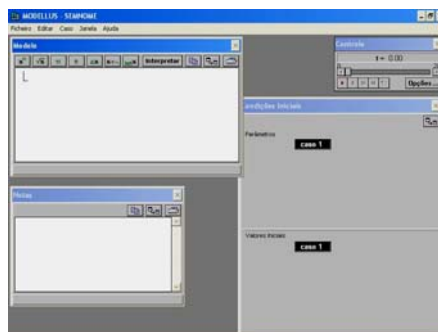 MODELLUS - SEMNOME
Ficheiro Editar Caso Janela Ajuda
Modelo
Interpretar
Controlo
t = 0.00
Opções...
Condições Iniciais
Parâmetros
caso 1
Notas
Valores Iniciais
caso 1